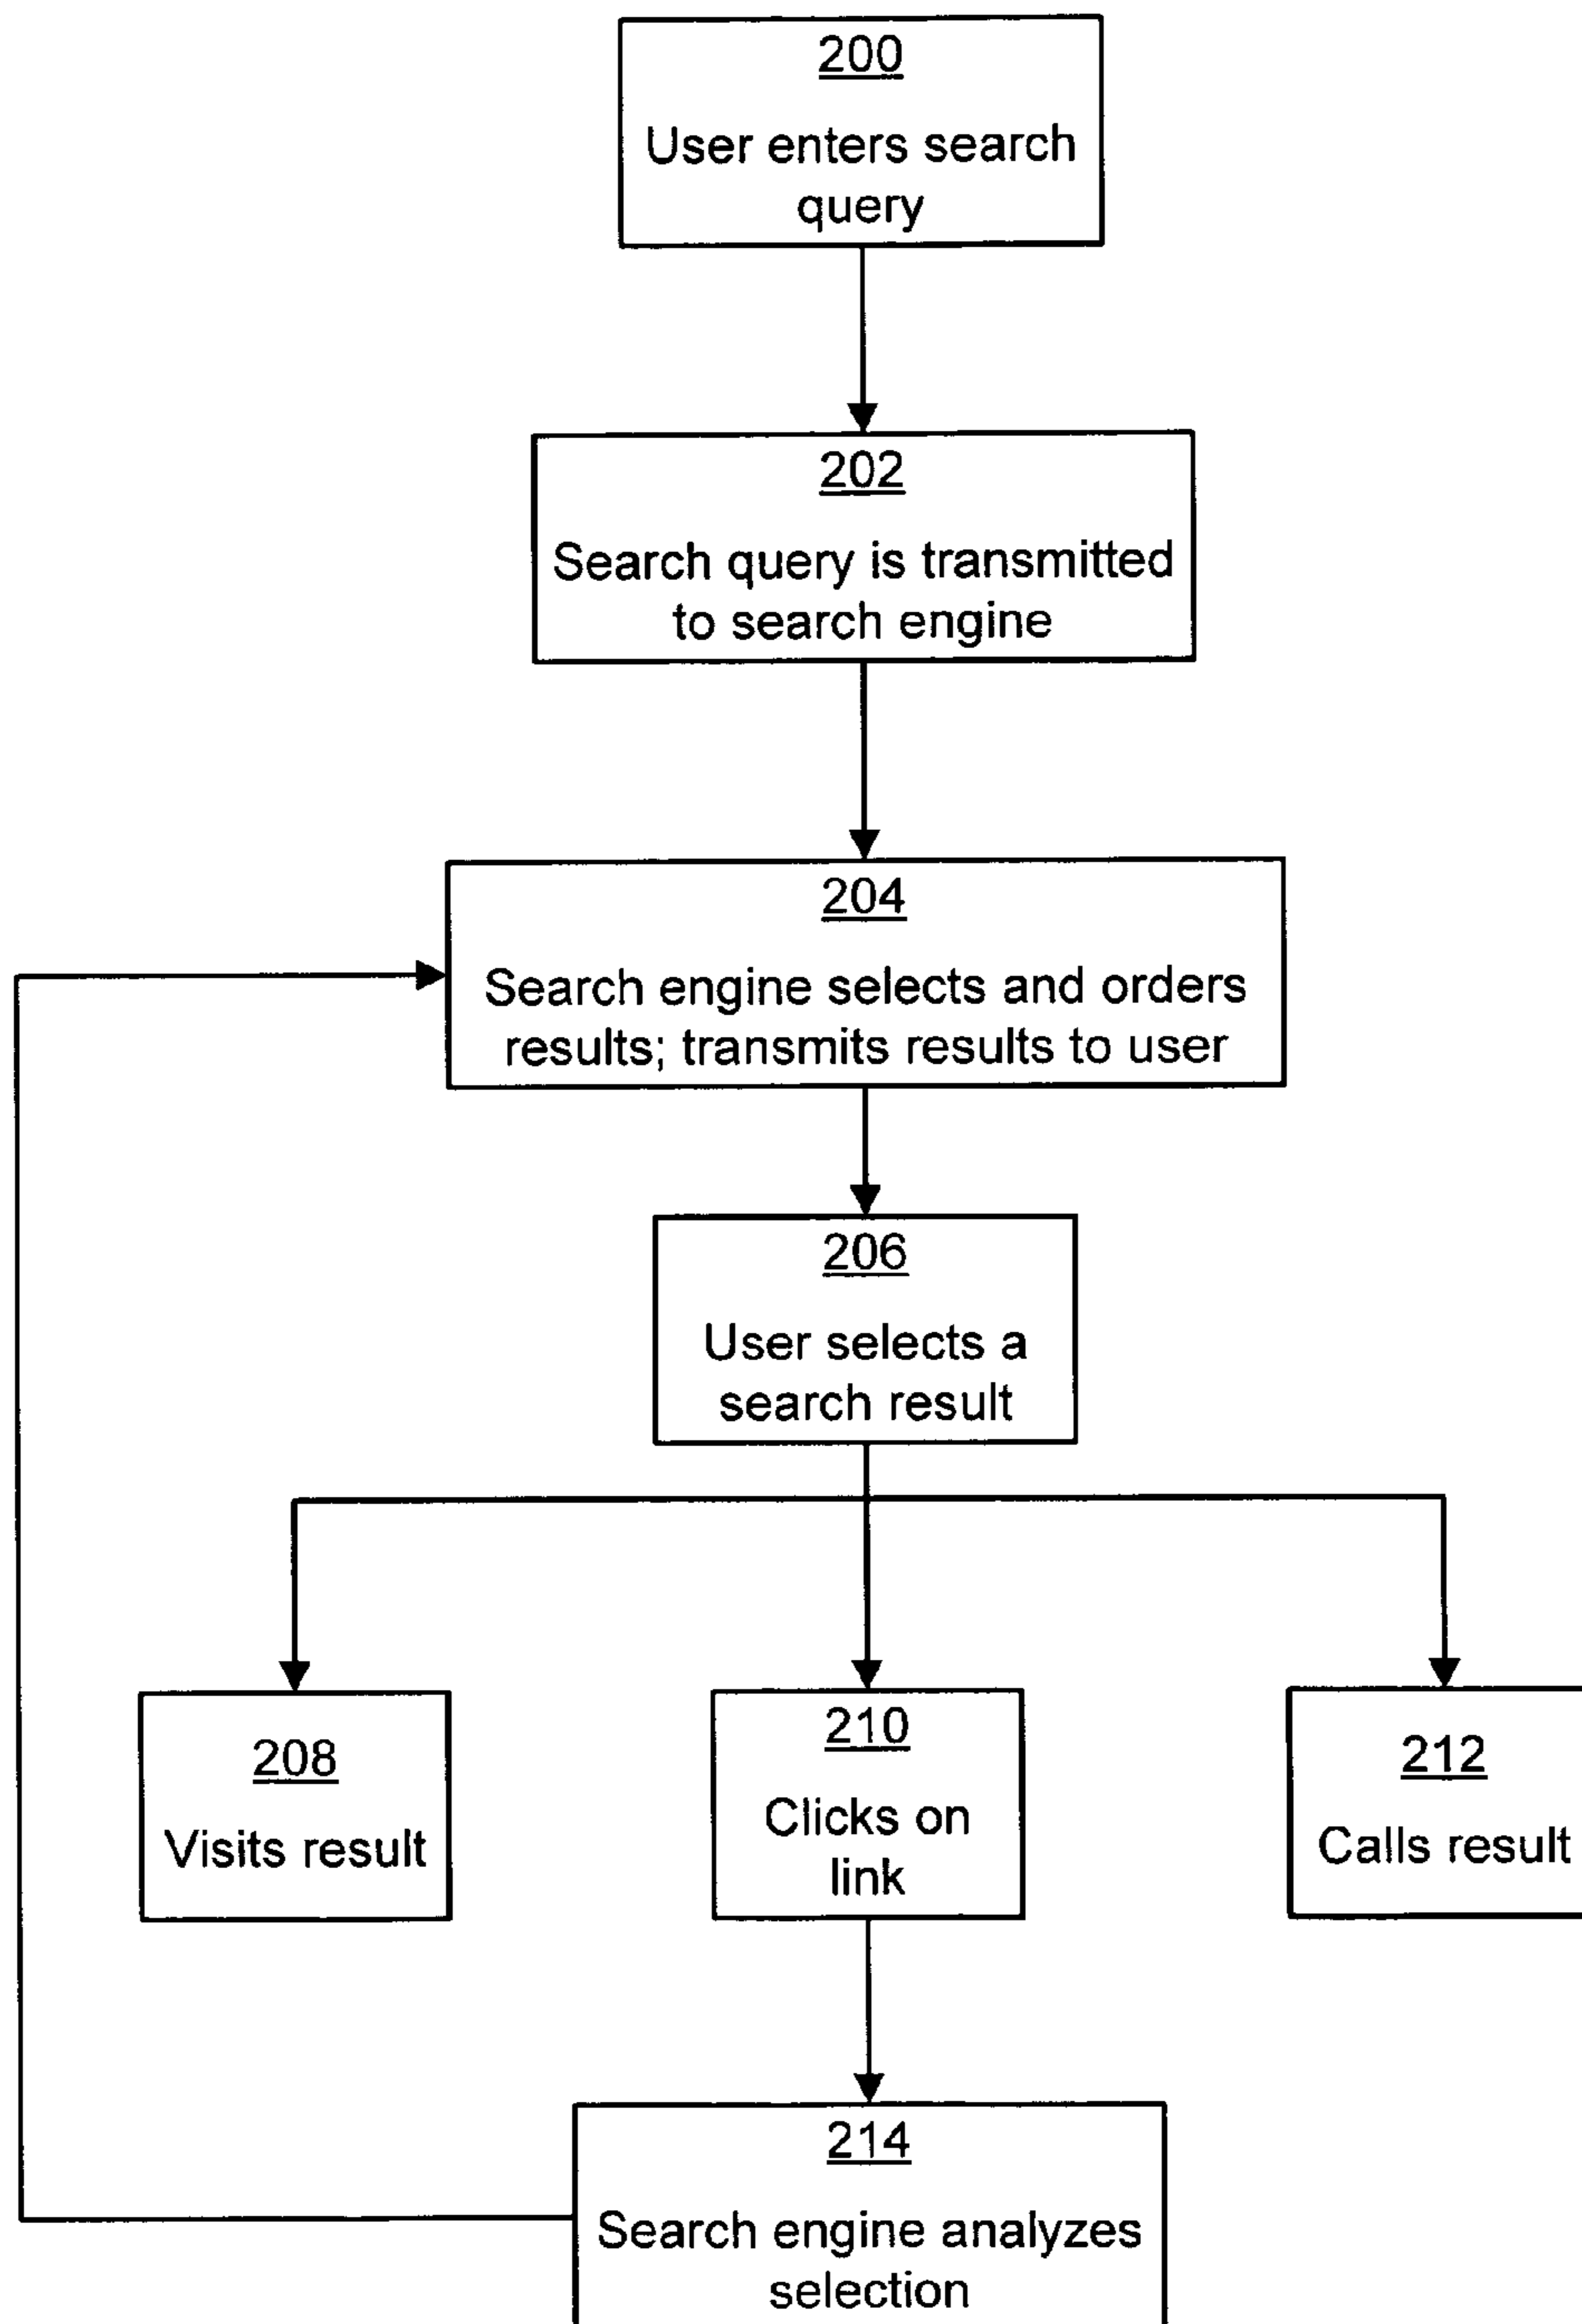 200
User enters search
query
202
Search query is transmitted
to search engine
204
Search engine selects and orders
results; transmits results to user
206
User selects a
search result
208
Visits result
210
Clicks on
link
212
Calls result
214
Search engine analyzes
selection